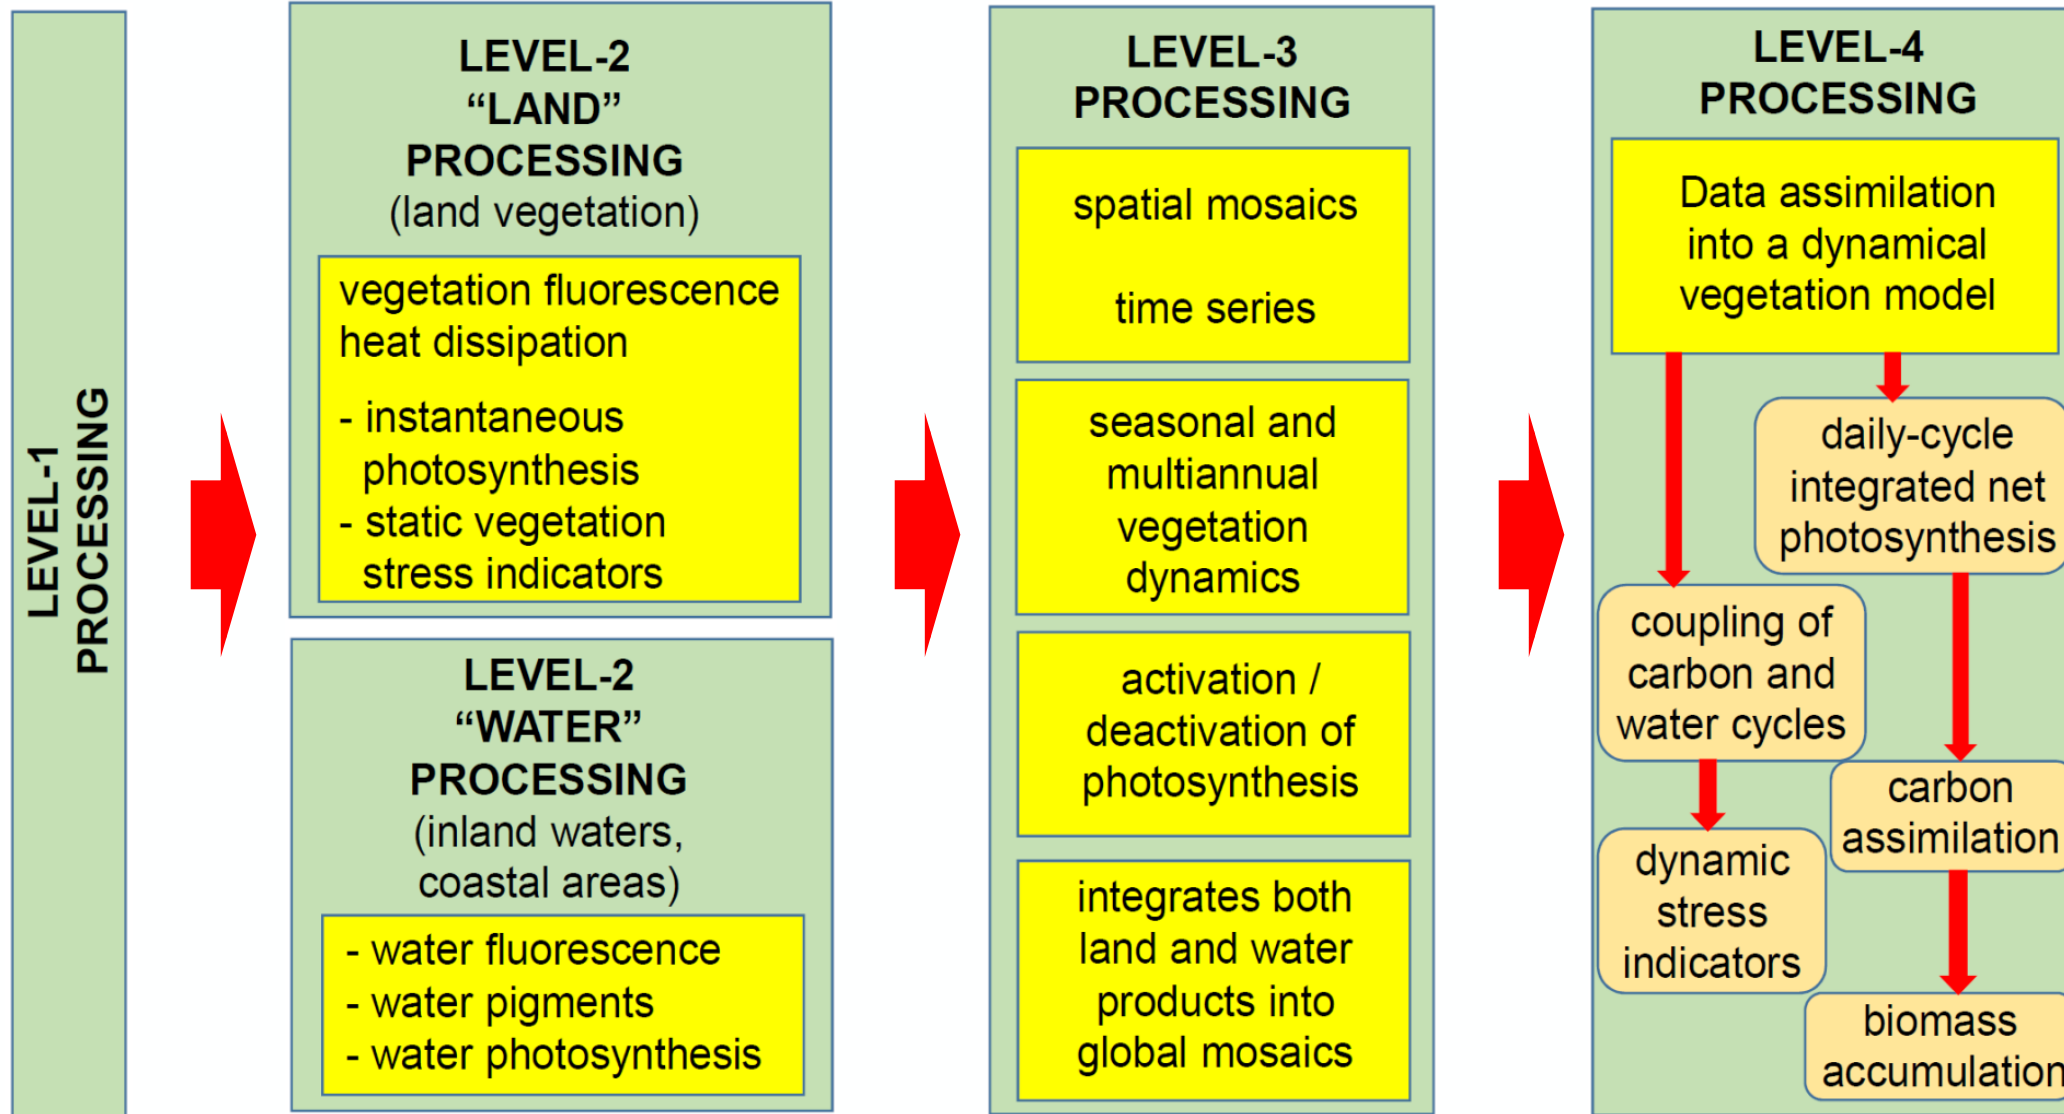 LEVEL-1
PROCESSING
LEVEL-2
“LAND”
PROCESSING
(land vegetation)
vegetation fluorescence
heat dissipation
- instantaneous
photosynthesis
- static vegetation
stress indicators
LEVEL-2
“WATER”
PROCESSING
(inland waters,
coastal areas)
- water fluorescence
- water pigments
- water photosynthesis
LEVEL-3
PROCESSING
spatial mosaics
time series
seasonal and
multiannual
vegetation
dynamics
activation /
deactivation of
photosynthesis
integrates both
land and water
products into
global mosaics
LEVEL-4
PROCESSING
Data assimilation
into a dynamical
vegetation model
daily-cycle
integrated net
photosynthesis
coupling of
carbon and
water cycles
carbon
assimilation
dynamic
stress
indicators
biomass
accumulation